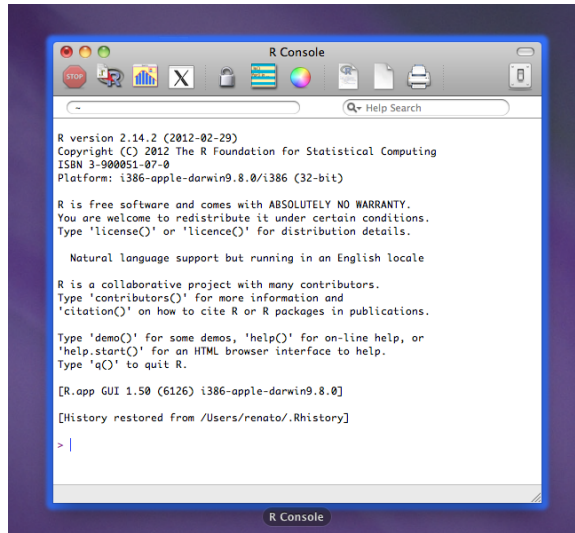 R Console
STOP
X
~
Help Search
R version 2.14.2 (2012-02-29)
Copyright (C) 2012 The R Foundation for Statistical Computing
ISBN 3-900051-07-0
Platform: i386-apple-darwin9.8.0/i386 (32-bit)
R is free software and comes with ABSOLUTELY NO WARRANTY.
You are welcome to redistribute it under certain conditions.
Type 'license()' or 'licence()' for distribution details.
Natural language support but running in an English locale
R is a collaborative project with many contributors.
Type 'contributors()' for more information and
'citation()' on how to cite R or R packages in publications.
Type 'demo()' for some demos, 'help()' for on-line help, or
'help.start()' for an HTML browser interface to help.
Type 'q()' to quit R.
[R.app GUI 1.50 (6126) i386-apple-darwin9.8.0]
[History restored from /Users/renato/.Rhistory]
>
R Console